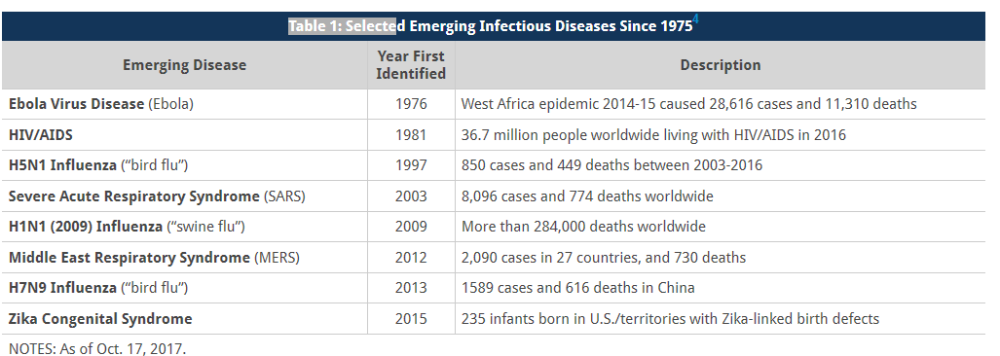 Table 1: Selected Emerging Infectious Diseases Since 1975 4
Emerging Disease Year First Identified Description
Ebola Virus Disease (Ebola) 1976 West Africa epidemic 2014-15 caused 28,616 cases and 11,310 deaths
HIV/AIDS 1981 36.7 million people worldwide living with HIV/AIDS in 2016
H5N1 Influenza (“bird flu”) 1997 850 cases and 449 deaths between 2003-2016
Severe Acute Respiratory Syndrome (SARS) 2003 8,096 cases and 774 deaths worldwide
H1N1 (2009) Influenza (“swine flu”) 2009 More than 284,000 deaths worldwide
Middle East Respiratory Syndrome (MERS) 2012 2,090 cases in 27 countries, and 730 deaths
H7N9 Influenza (“bird flu”) 2013 1589 cases and 616 deaths in China
Zika Congenital Syndrome 2015 235 infants born in U.S./territories with Zika-linked birth defects
NOTES: As of Oct. 17, 2017.